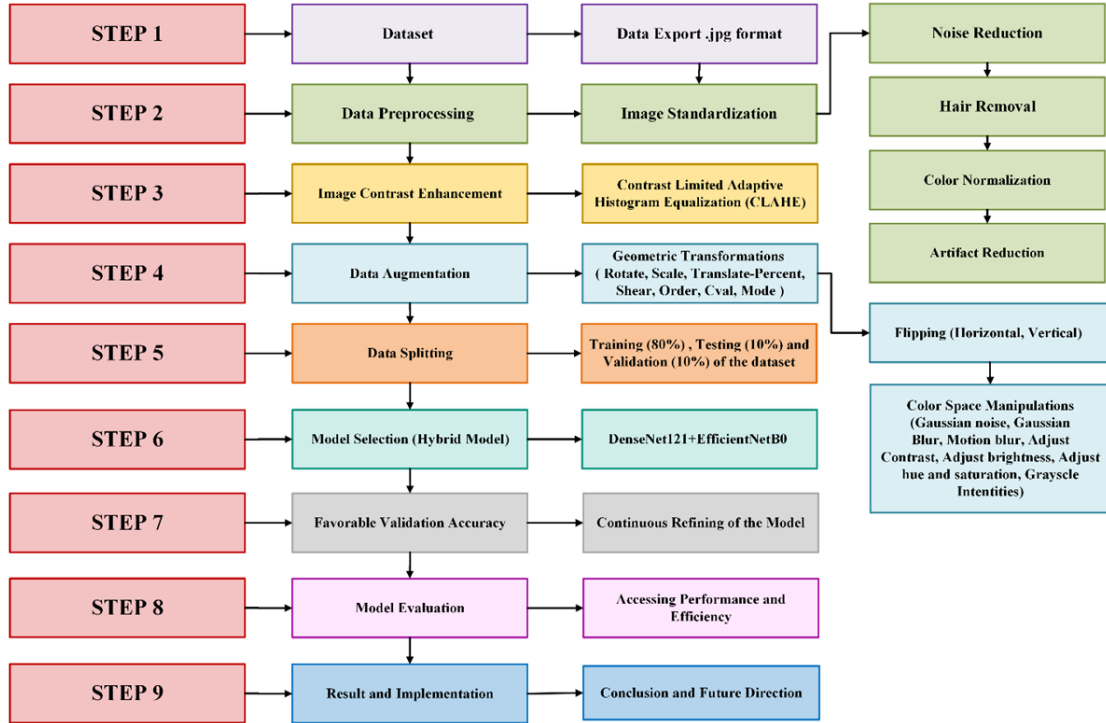 STEP 1
Dataset
Data Export .jpg format
Noise Reduction
STEP 2
Data Preprocessing
Image Standardization
Hair Removal
STEP 3
Image Contrast Enhancement
Contrast Limited Adaptive
Histogram Equalization (CLAHE)
Color Normalization
Artifact Reduction
STEP 4
Data Augmentation
Geometric Transformations
( Rotate, Scale, Translate-Percent,
Shear, Order, Cval, Mode )
Flipping (Horizontal, Vertical)
STEP 5
Data Splitting
Training (80%) , Testing (10%) and
Validation (10%) of the dataset
Color Space Manipulations
(Gaussian noise, Gaussian
Blur, Motion blur, Adjust
Contrast, Adjust brightness, Adjust
hue and saturation, Grayscle
Intentities)
STEP 6
Model Selection (Hybrid Model)
DenseNet121+EfficientNetB0
STEP 7
Favorable Validation Accuracy
Continuous Refining of the Model
STEP 8
Model Evaluation
Accessing Performance and
Efficiency
STEP 9
Result and Implementation
Conclusion and Future Direction